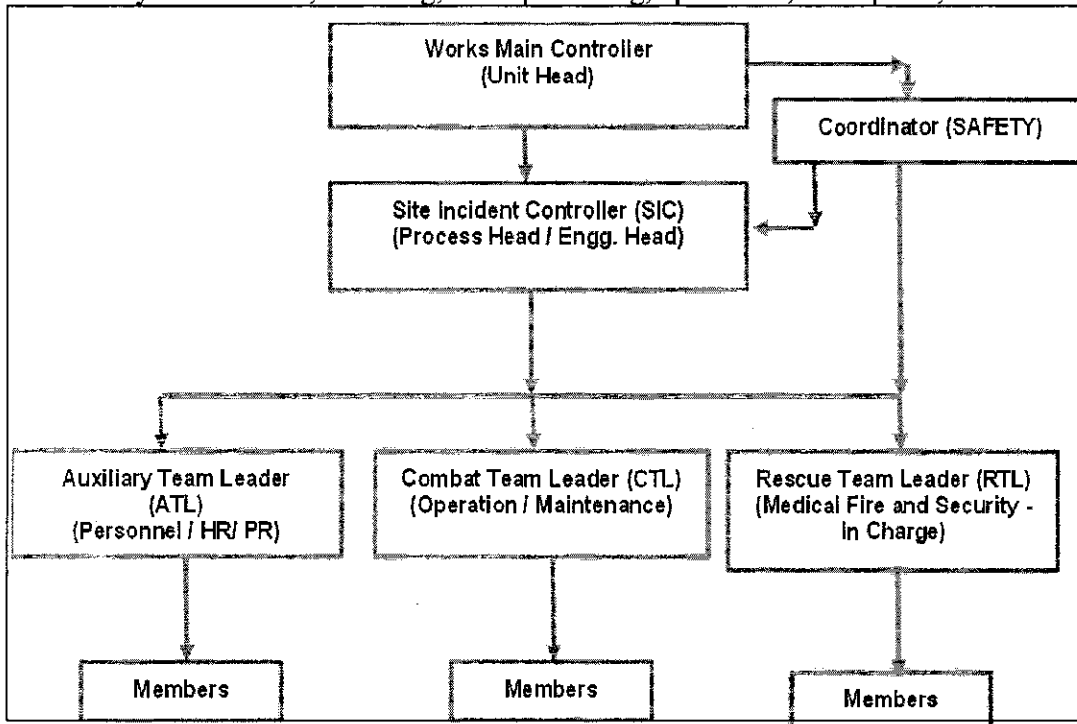 Works Main Controller
(Unit Head)
Coordinator (SAFETY)
Site Incident Controller (SIC)
(Process Head / Engg. Head)
Auxiliary Team Leader
(ATL)
(Personnel / HR/ PR)
Combat Team Leader (CTL)
(Operation / Maintenance)
Rescue Team Leader (RTL)
(Medical Fire and Security -
In Charge)
Members
Members
Members